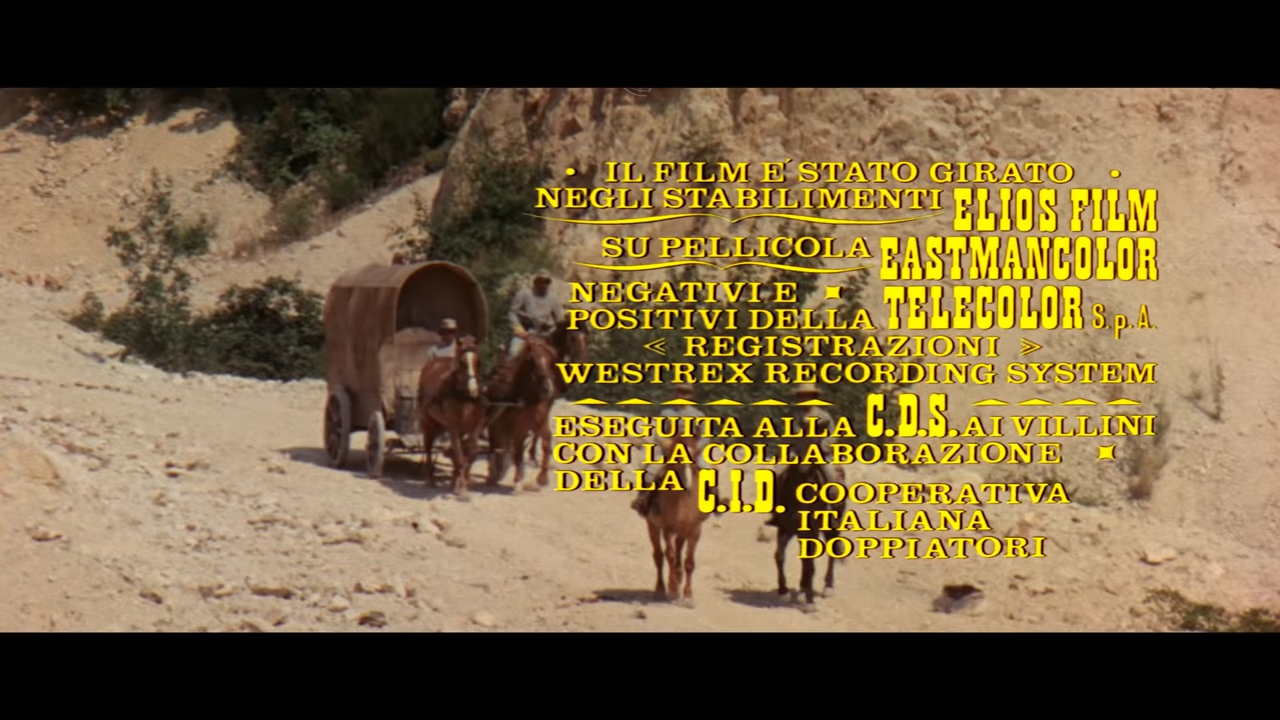 • IL FILM E' STATO GIRATO •
NEGLI STABILIMENTI ELIOS FILM
SU PELLICOLA EASTMANCOLOR
NEGATIVI E
POSITIVI DELLA TELECOLOR S.p.A.
« REGISTRAZIONI »
WESTREX RECORDING SYSTEM
ESEGUITA ALLA C.D.S. AI VILLINI
CON LA COLLABORAZIONE
DELLA C.I.D. COOPERATIVA
ITALIANA
DOPPIATORI